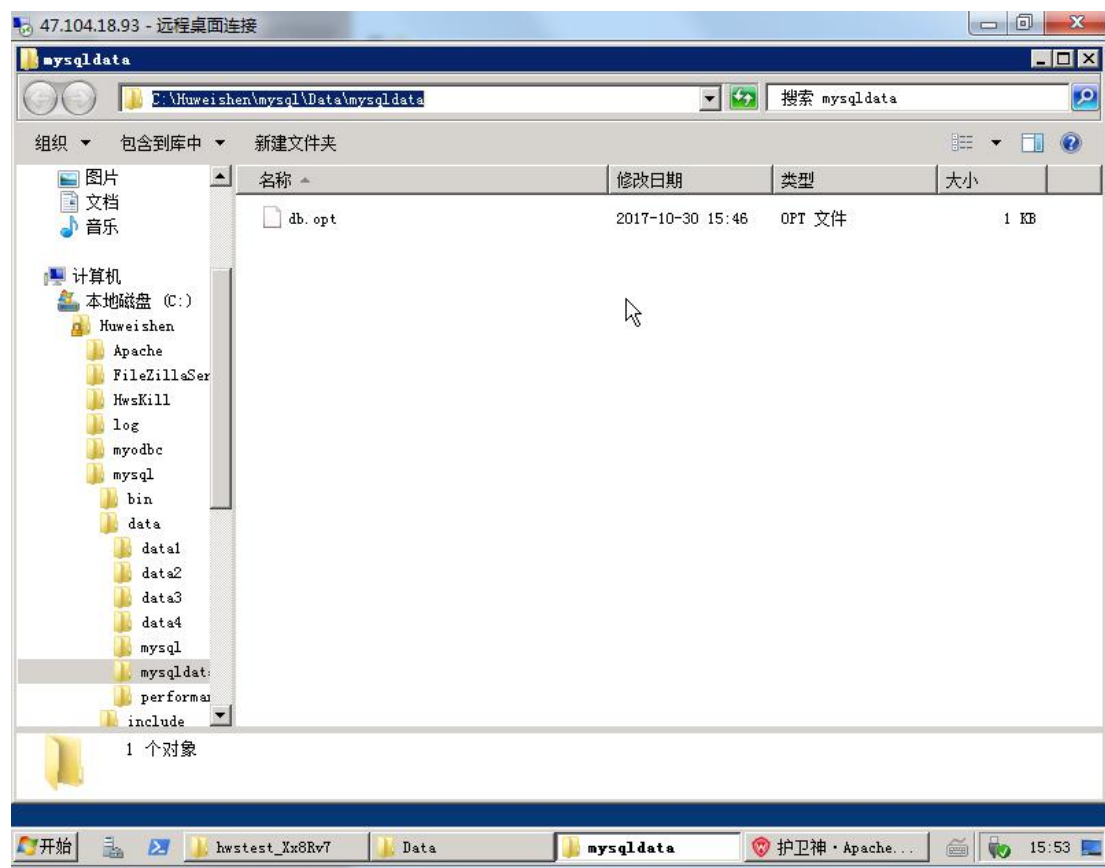 47.104.18.93 - 远程桌面连接
mysqldata
C:\Huweishen\mysql\Data\mysqldata
搜索 mysqldata
组织
包含到库中
新建文件夹
图片
文档
音乐
计算机
本地磁盘 (C:)
Huweishen
Apache
FileZillaSer
HwsKill
log
myodbc
mysql
bin
data
data1
data2
data3
data4
mysql
mysqldat
performa
include
名称 修改日期 类型 大小
db.opt 2017-10-30 15:46 OPT 文件 1 KB
1 个对象
开始 hwstest_Xx8Rv7 Data mysqldata 护卫神·Apache... 15:53